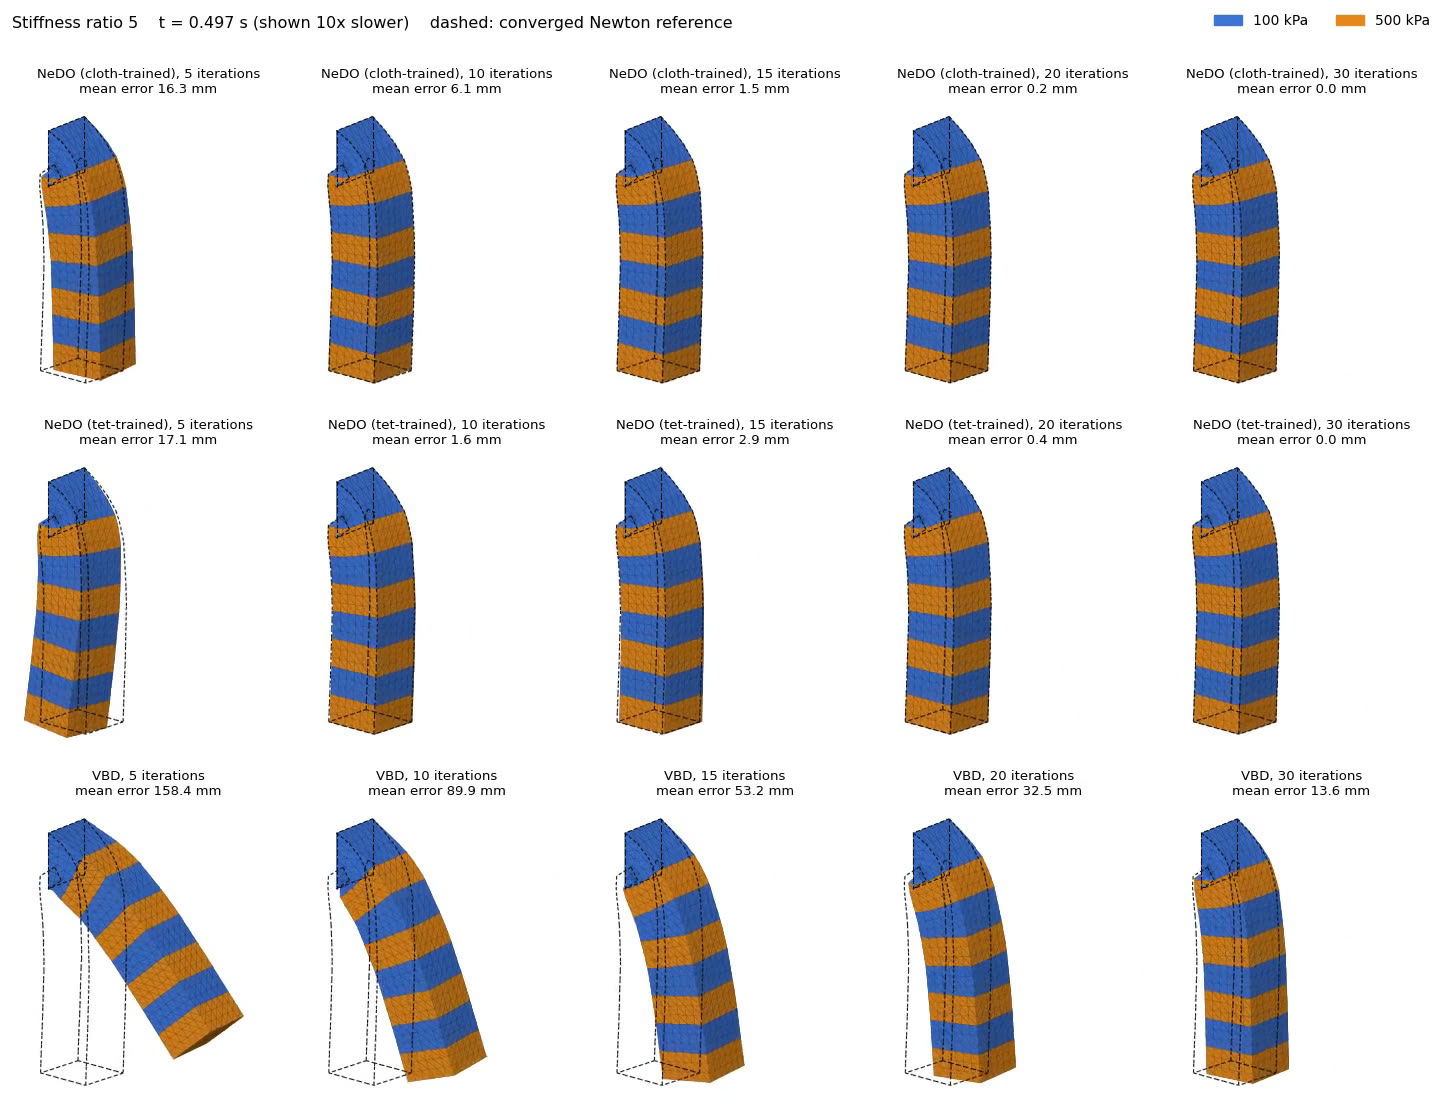 Stiffness ratio 5    t = 0.497 s (shown 10x slower)    dashed: converged Newton reference
100 kPa    500 kPa
NeDO (cloth-trained), 5 iterations
mean error 16.3 mm
NeDO (cloth-trained), 10 iterations
mean error 6.1 mm
NeDO (cloth-trained), 15 iterations
mean error 1.5 mm
NeDO (cloth-trained), 20 iterations
mean error 0.2 mm
NeDO (cloth-trained), 30 iterations
mean error 0.0 mm
NeDO (tet-trained), 5 iterations
mean error 17.1 mm
NeDO (tet-trained), 10 iterations
mean error 1.6 mm
NeDO (tet-trained), 15 iterations
mean error 2.9 mm
NeDO (tet-trained), 20 iterations
mean error 0.4 mm
NeDO (tet-trained), 30 iterations
mean error 0.0 mm
VBD, 5 iterations
mean error 158.4 mm
VBD, 10 iterations
mean error 89.9 mm
VBD, 15 iterations
mean error 53.2 mm
VBD, 20 iterations
mean error 32.5 mm
VBD, 30 iterations
mean error 13.6 mm